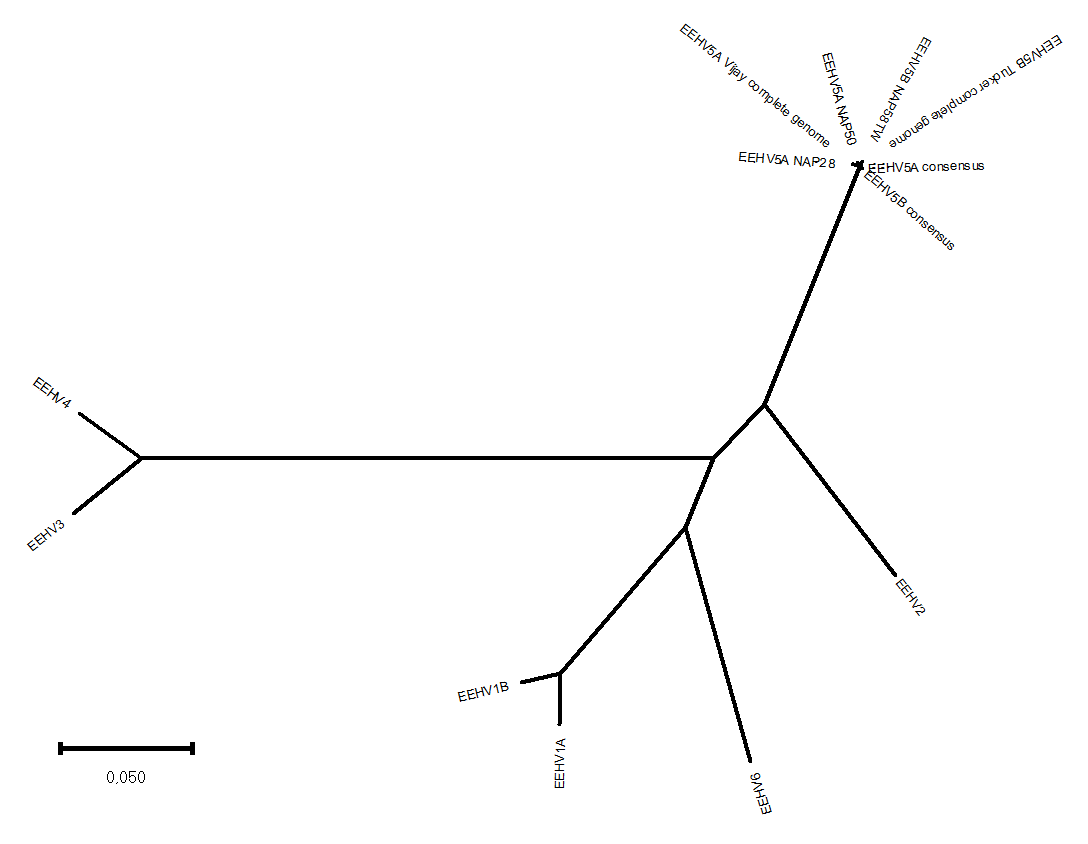 EEHV5A Vijay complete genome
EEHV5A NAP50
EEHV5B NAP58TW
EEHV5B Tucker complete genome
EEHV5A NAP28
EEHV5A consensus
EEHV5B consensus
EEHV4
EEHV3
EEHV2
EEHV1B
EEHV1A
EEHV6
0,050